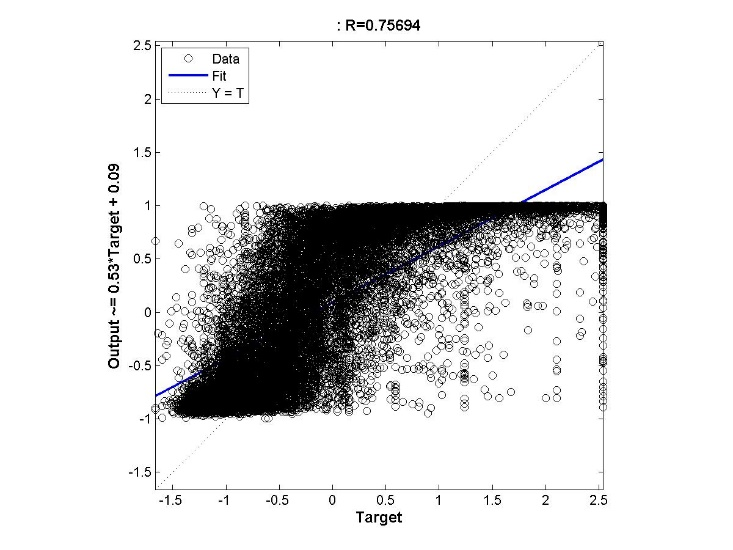 : R=0.75694
Data
Fit
Y = T
2.5
2
1.5
1
0.5
0
-0.5
-1
-1.5
Output ~= 0.53*Target + 0.09
-1.5 -1 -0.5 0 0.5 1 1.5 2 2.5
Target